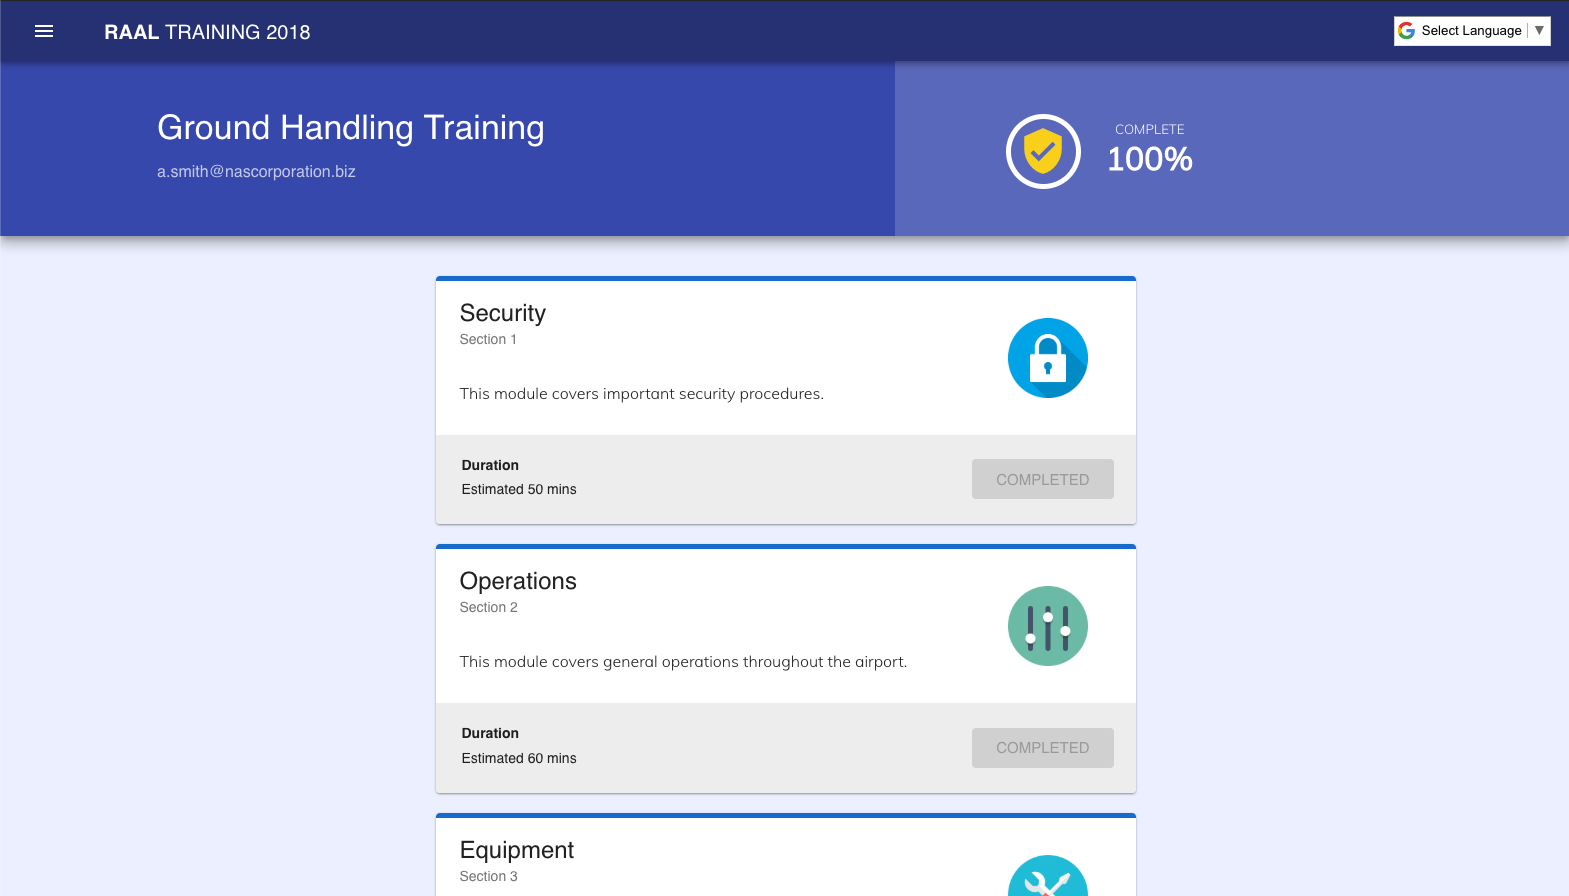 RAAL TRAINING 2018
Select Language ▼
Ground Handling Training
a.smith@nascorporation.biz
COMPLETE
100%
Security
Section 1
This module covers important security procedures.
Duration
Estimated 50 mins
COMPLETED
Operations
Section 2
This module covers general operations throughout the airport.
Duration
Estimated 60 mins
COMPLETED
Equipment
Section 3